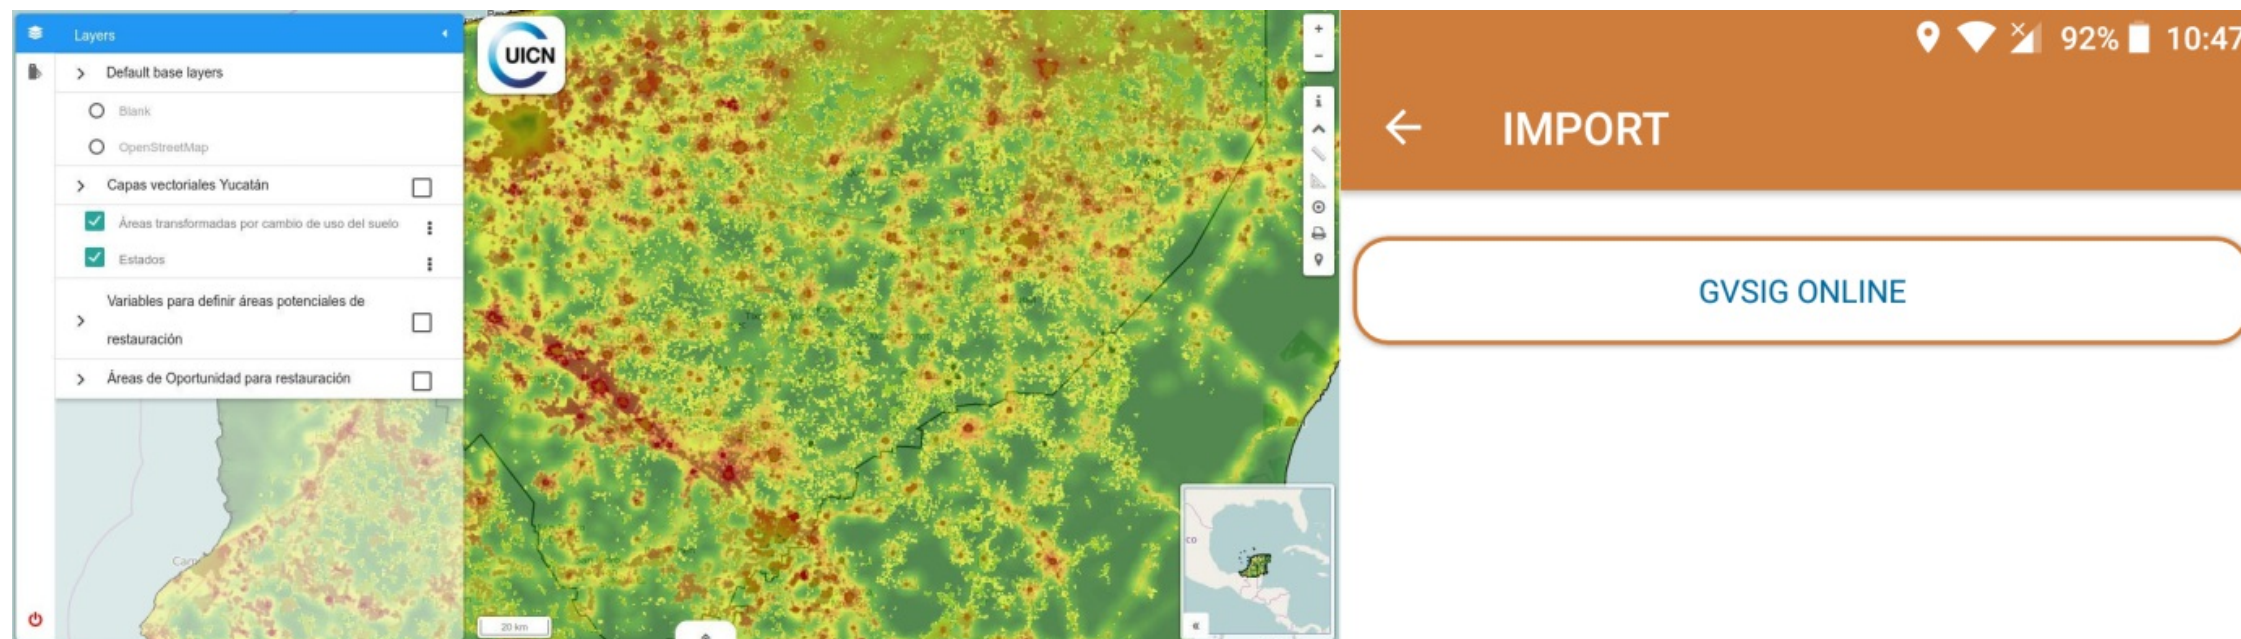 Layers
Default base layers
Blank
OpenStreetMap
Capas vectoriales Yucatán
Áreas transformadas por cambio de uso del suelo
Estados
Variables para definir áreas potenciales de
restauración
Áreas de Oportunidad para restauración
UICN
20 km
CO
92% 10:47
IMPORT
GVSIG ONLINE